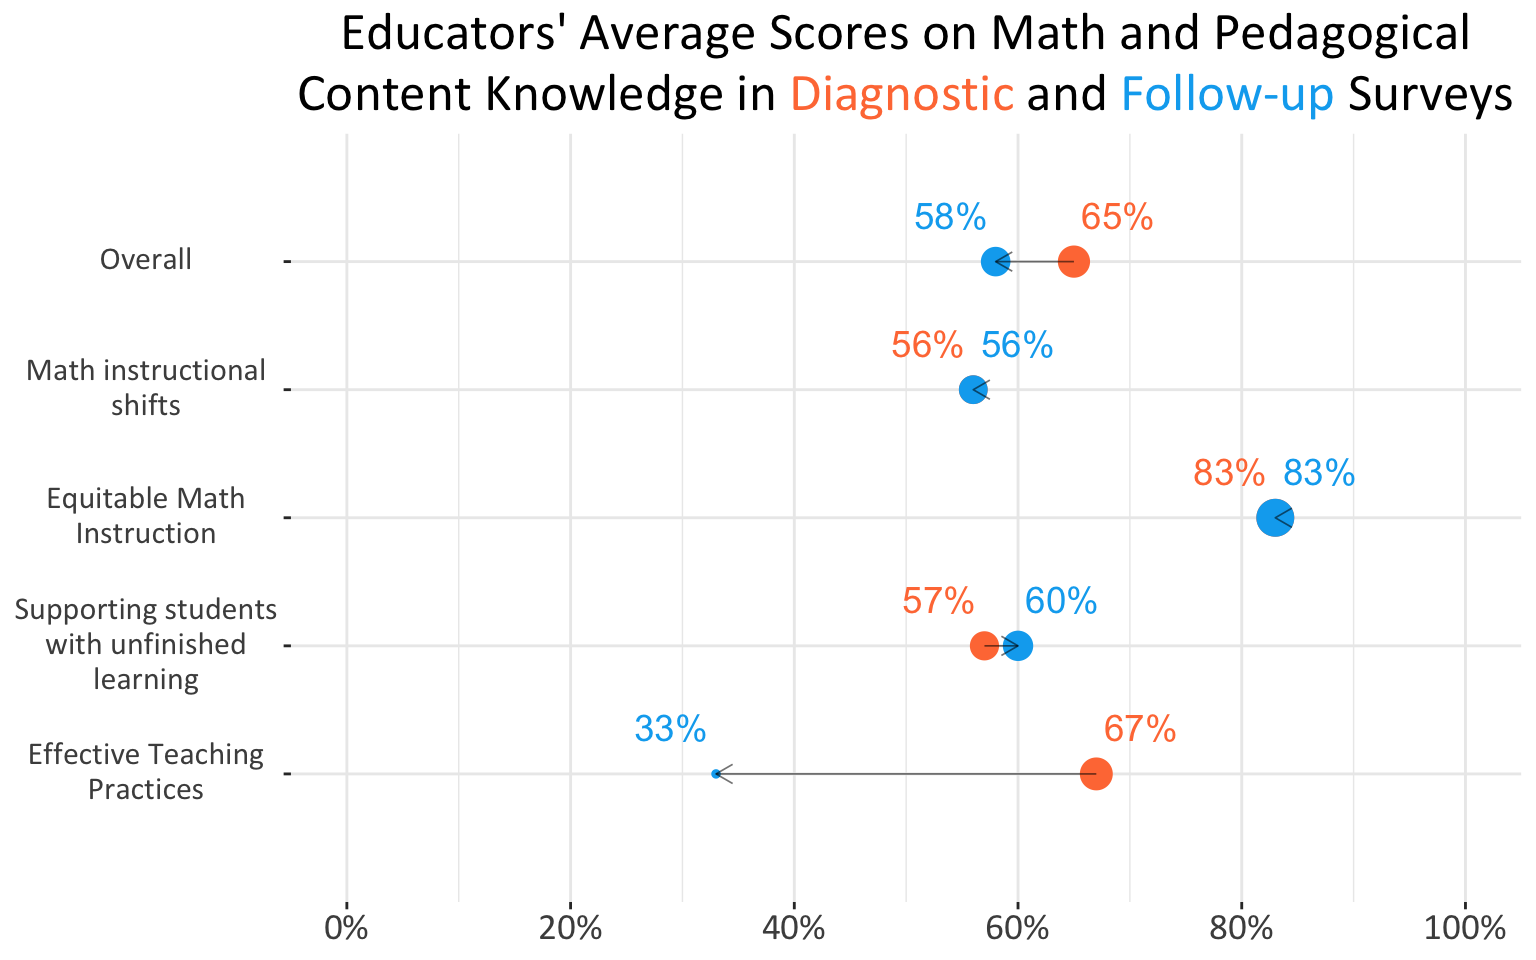 Educators' Average Scores on Math and Pedagogical
Content Knowledge in Diagnostic and Follow-up Surveys
58% 65%
Overall
56% 56%
Math instructional
shifts
83% 83%
Equitable Math
Instruction
57% 60%
Supporting students
with unfinished
learning
33% 67%
Effective Teaching
Practices
0% 20% 40% 60% 80% 100%